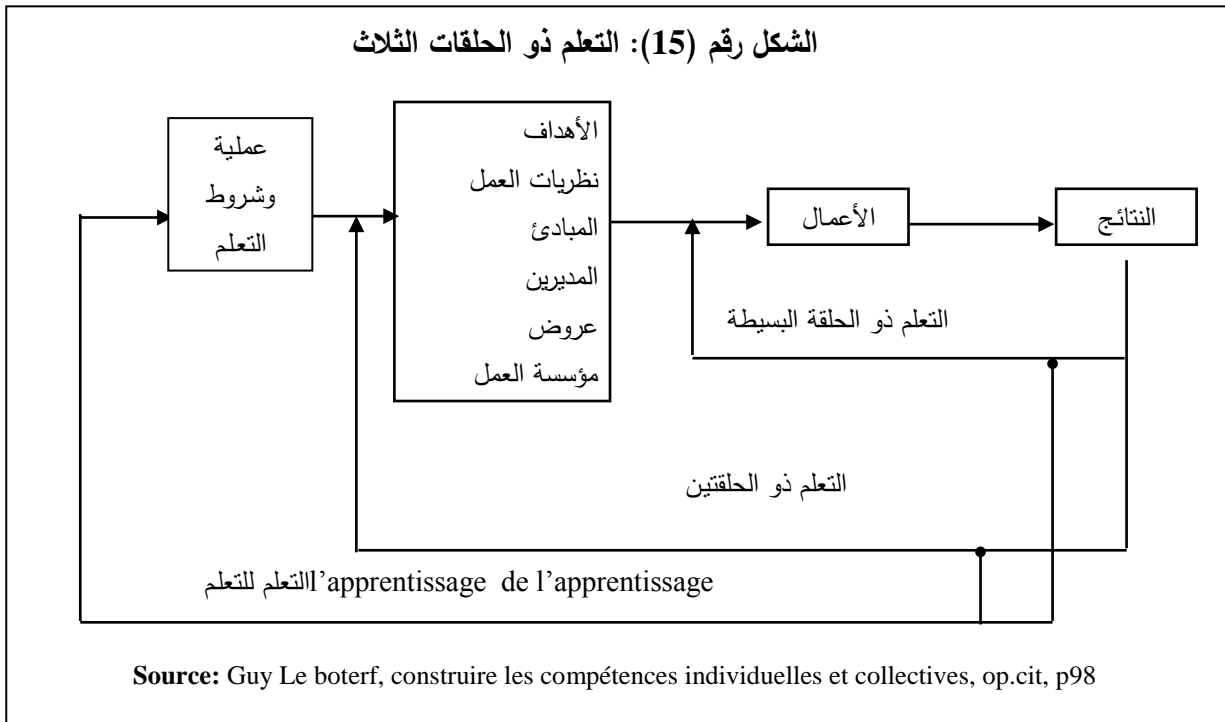 الشكل رقم (15): التعلم ذو الحلقات الثلاث
عملية
وشروط
التعلم
الأهداف
نظريات العمل
المبادئ
المديرين
عروض
مؤسسة العمل
الأعمال
النتائج
التعلم ذو الحلقة البسيطة
التعلم ذو الحلقتين
التعلم للتعلمl’apprentissage de l’apprentissage
Source: Guy Le boterf, construire les compétences individuelles et collectives, op.cit, p98